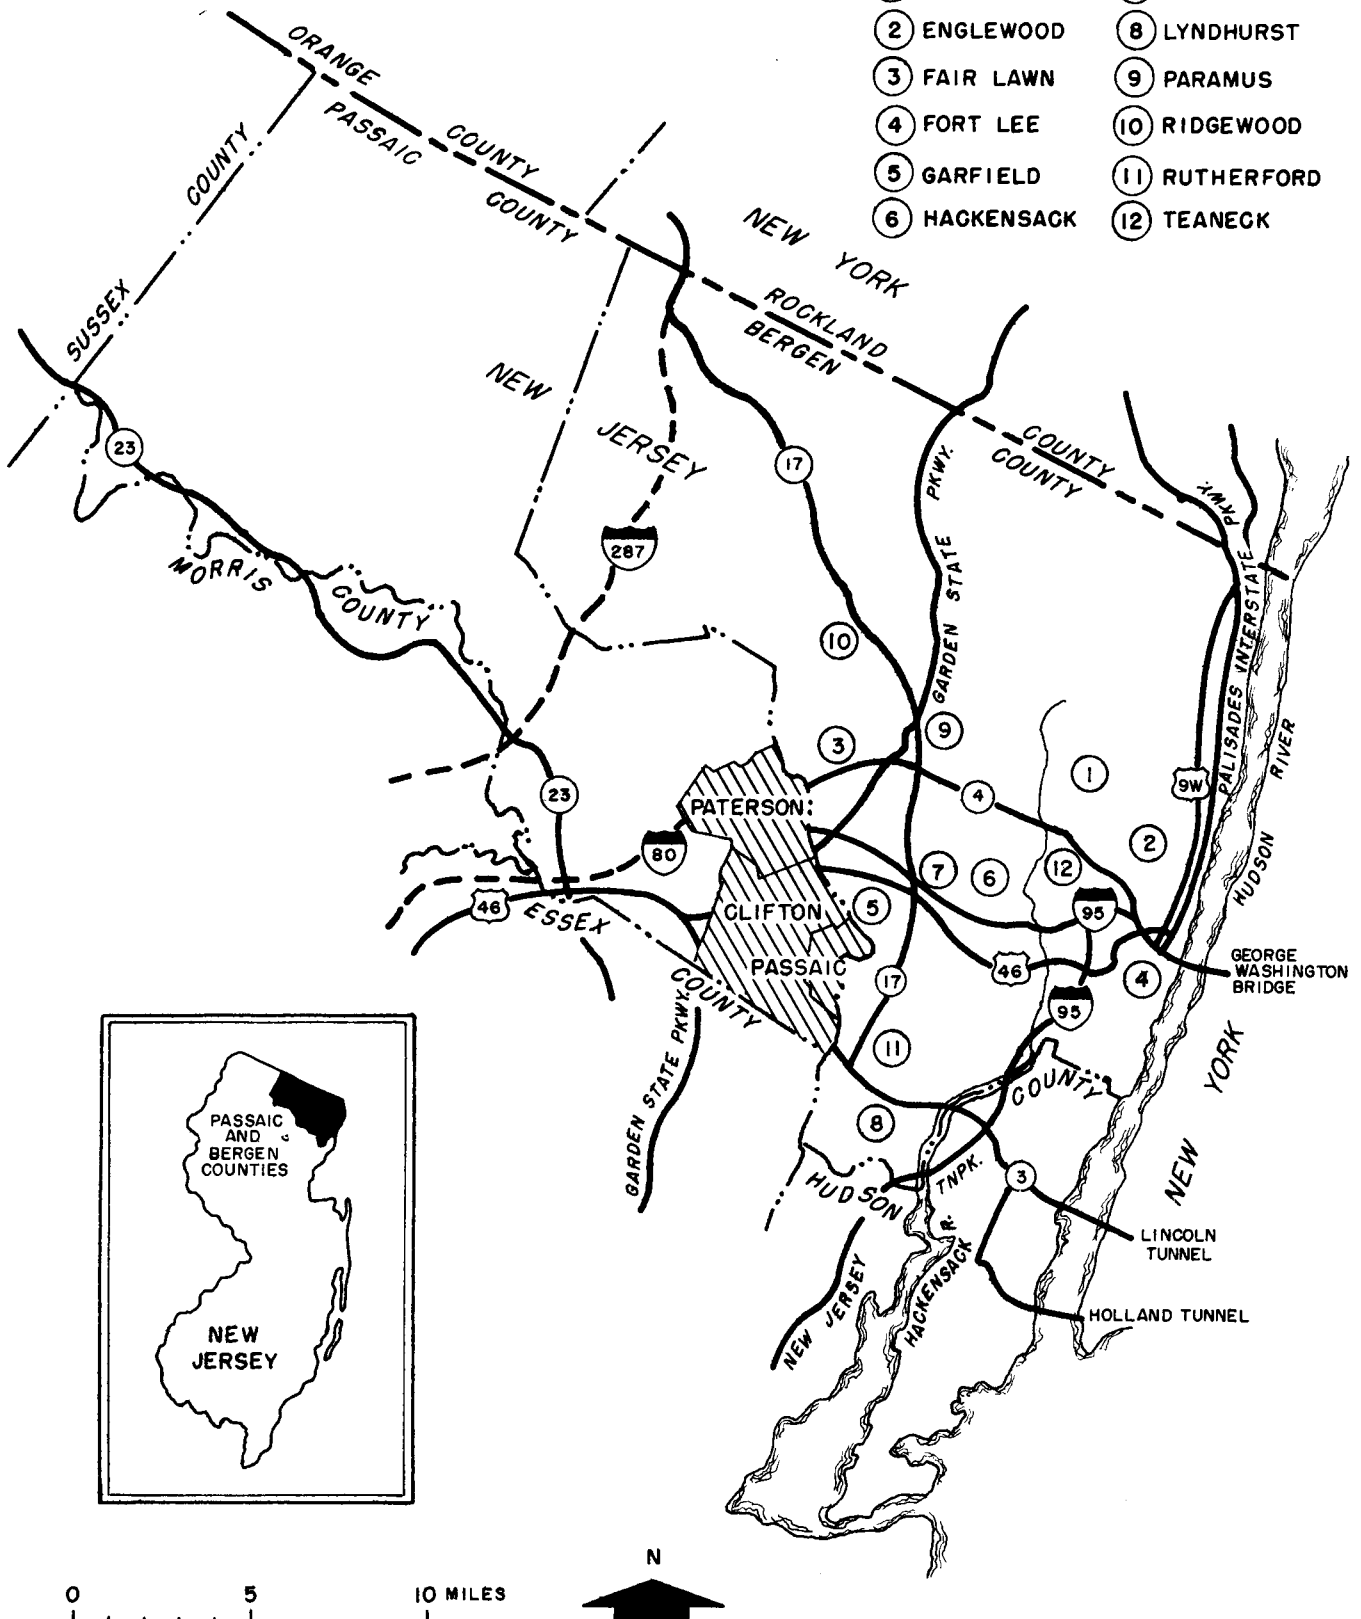 2 ENGLEWOOD
8 LYNDHURST
3 FAIR LAWN
9 PARAMUS
4 FORT LEE
10 RIDGEWOOD
5 GARFIELD
11 RUTHERFORD
6 HACKENSACK
12 TEANECK
ORANGE
COUNTY
PASSAIC
COUNTY
SUSSEX
COUNTY
NEW
YORK
ROCKLAND
COUNTY
BERGEN
COUNTY
NEW
JERSEY
23
17
GARDEN STATE PKWY.
PALISADES INTERSTATE PKWY.
MORRIS
COUNTY
287
10
3
9
4
1
9W
HUDSON
RIVER
23
PATERSON
80
2
7
6
12
46
CLIFTON
5
95
ESSEX
COUNTY
PASSAIC
17
46
4
GEORGE
WASHINGTON
BRIDGE
95
11
GARDEN STATE PKWY.
8
HUDSON
COUNTY
NEW
YORK
NEW JERSEY
TNPK.
3
HACKENSACK R.
LINCOLN
TUNNEL
HOLLAND TUNNEL
PASSAIC
AND
BERGEN
COUNTIES
NEW
JERSEY
N
0 5 10 MILES